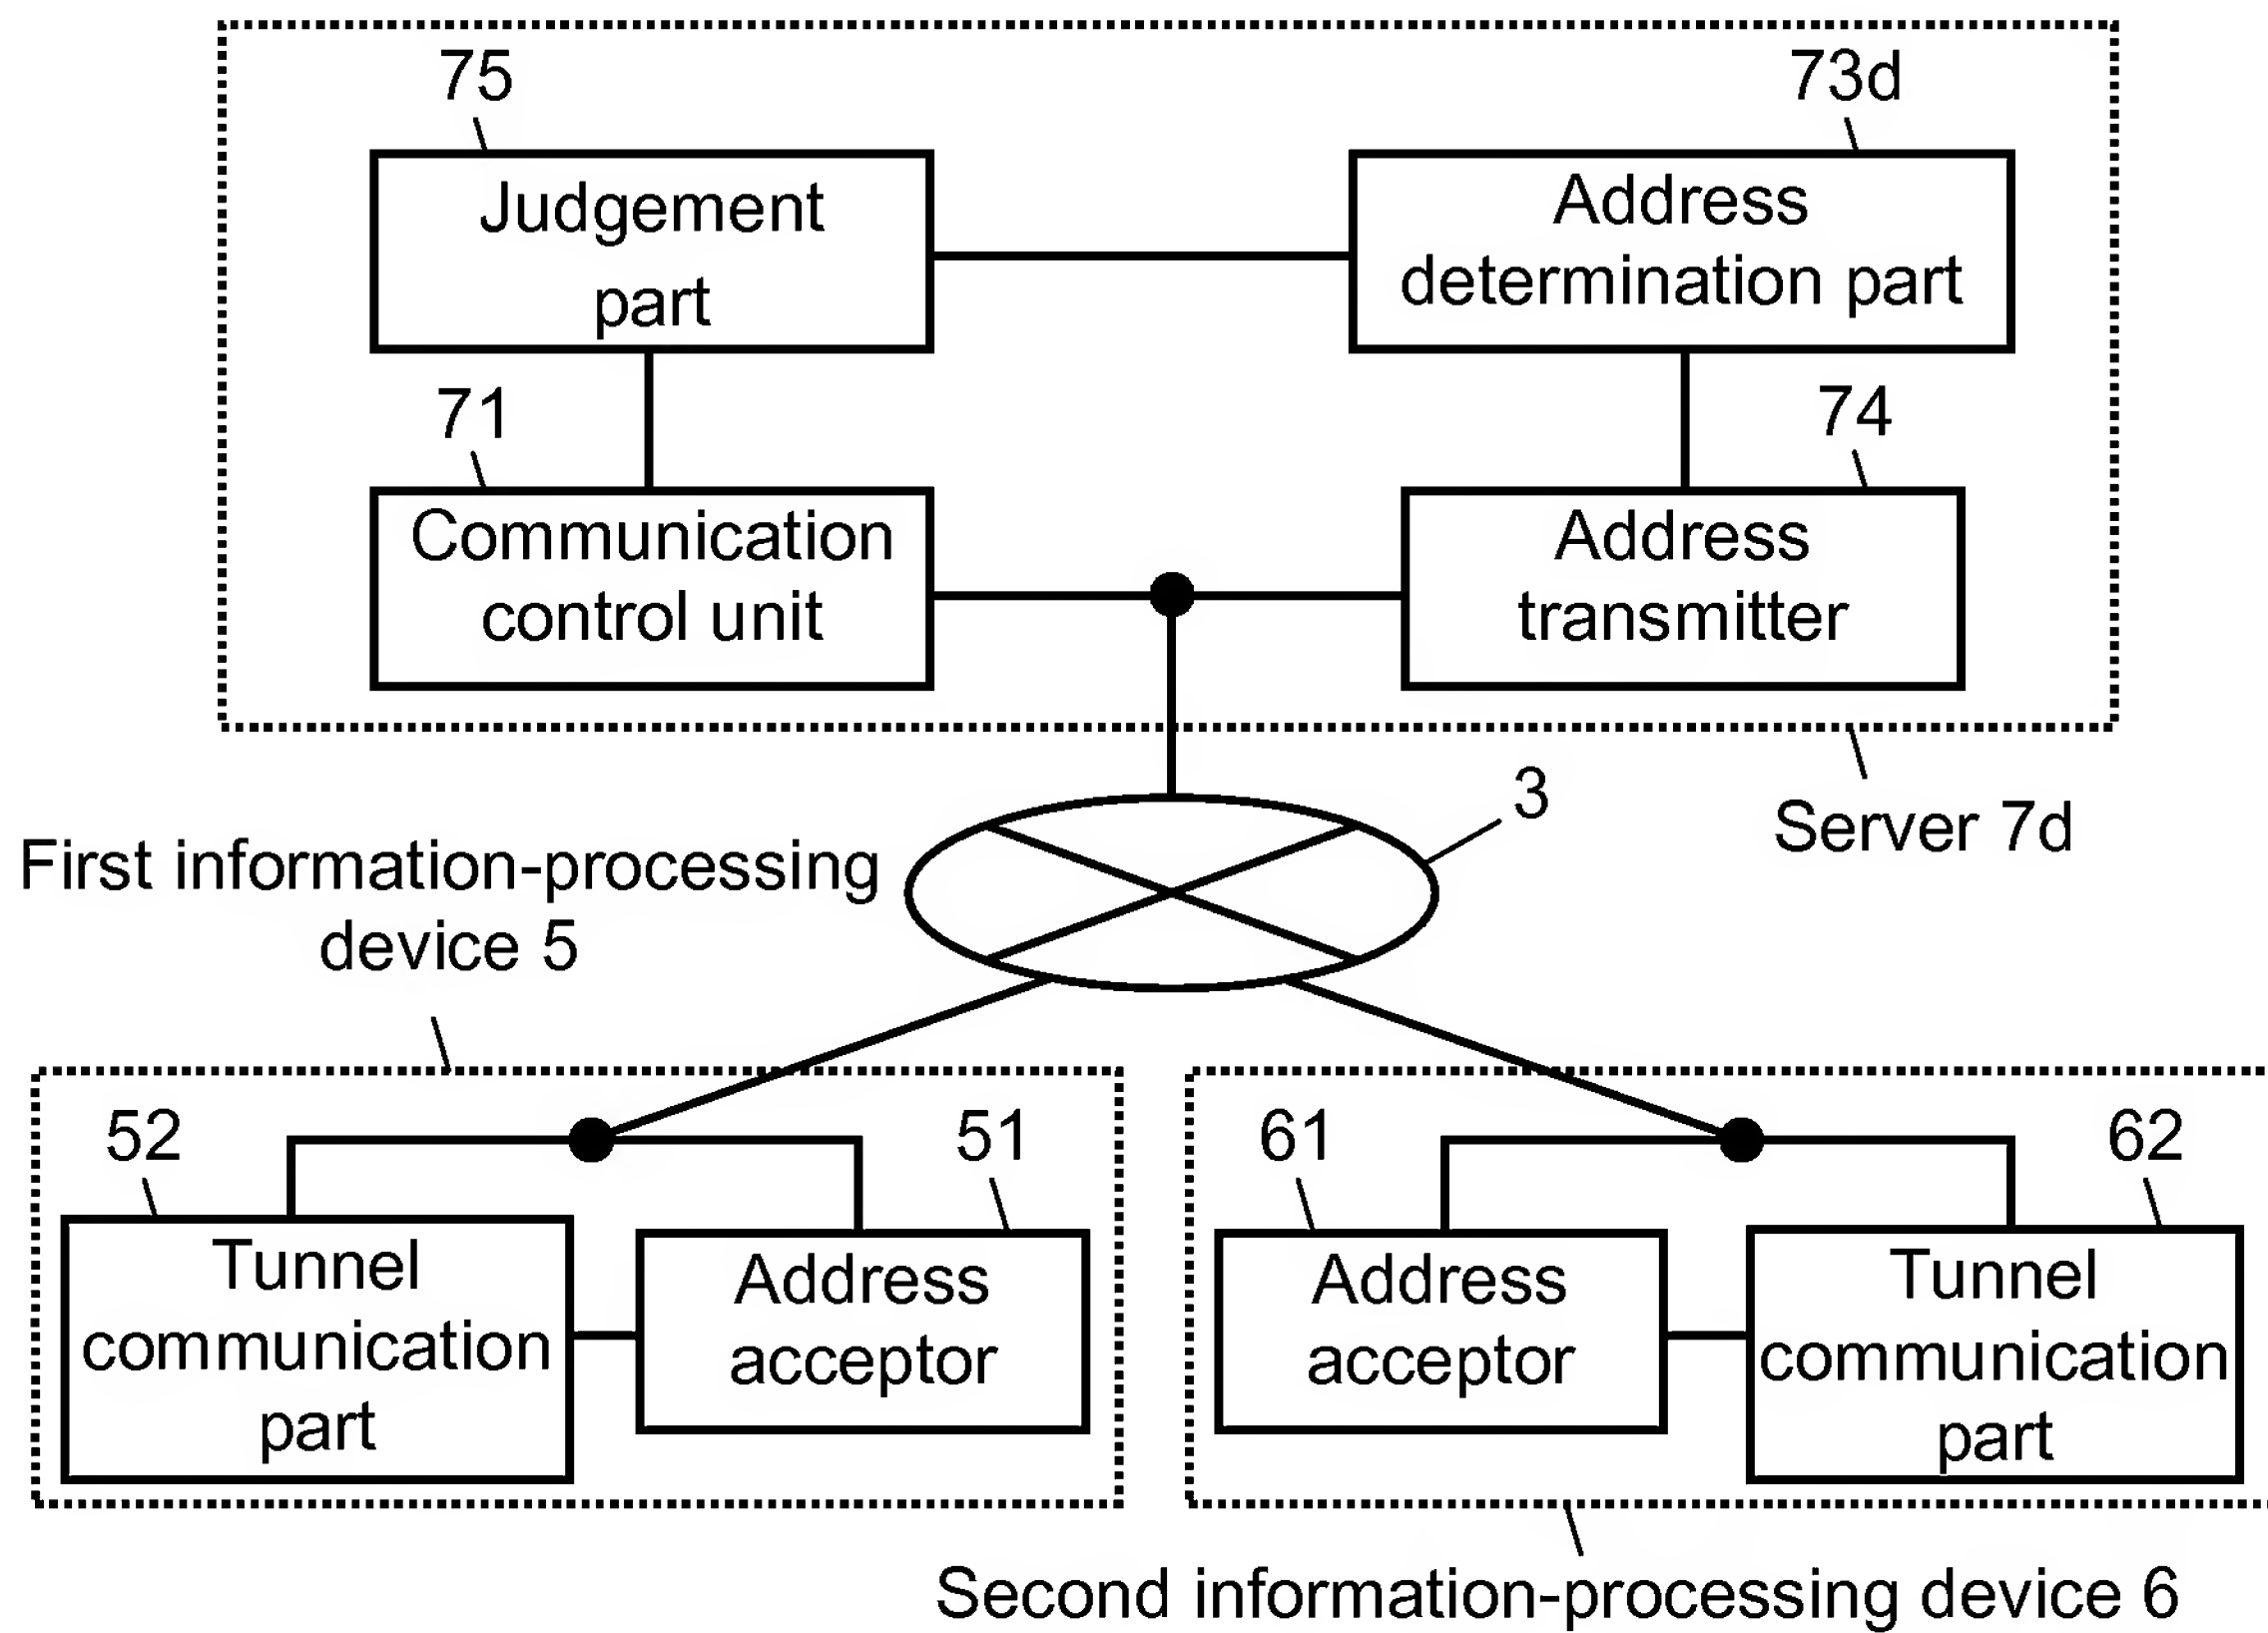 75
73d
Judgement
part
Address
determination part
71
74
Communication
control unit
Address
transmitter
3
Server 7d
First information-processing
device 5
52
51
61
62
Tunnel
communication
part
Address
acceptor
Address
acceptor
Tunnel
communication
part
Second information-processing device 6